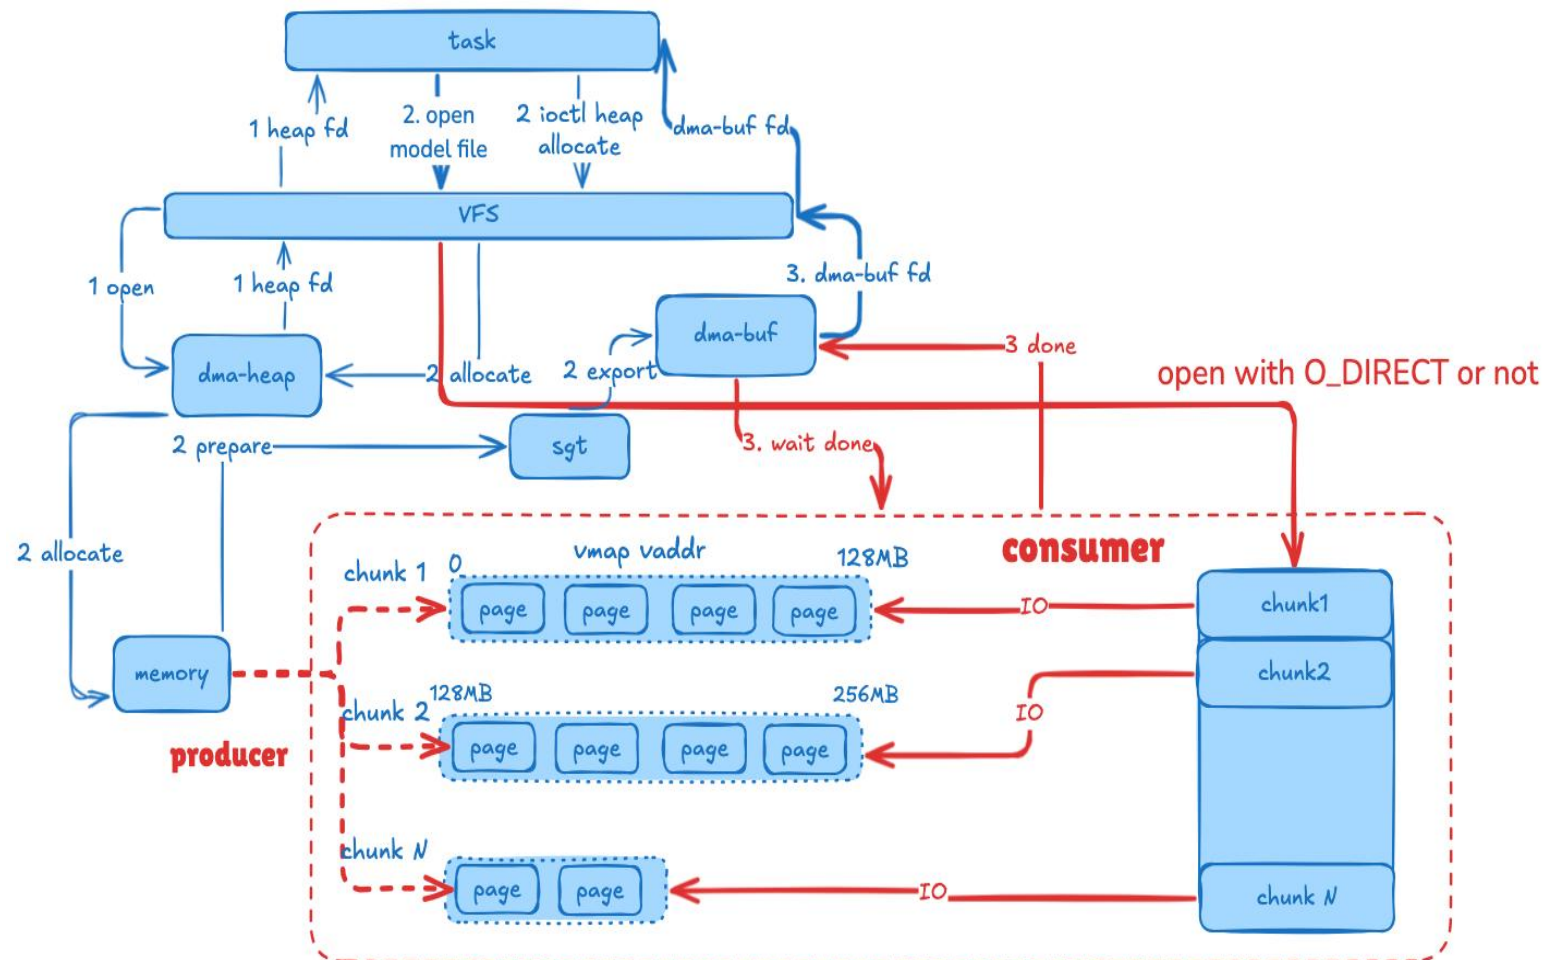 task
1 heap fd
2. open
model file
2 ioctl heap
allocate
dma-buf fd
VFS
1 open
1 heap fd
3. dma-buf fd
dma-buf
3 done
dma-heap
2 allocate
2 export
open with O_DIRECT or not
2 prepare
sgt
3. wait done
2 allocate
consumer
chunk 1
0
vmap vaddr
128MB
page
page
page
page
IO
chunk1
memory
chunk2
128MB
256MB
chunk 2
IO
producer
page
page
page
page
chunk N
page
page
IO
chunk N